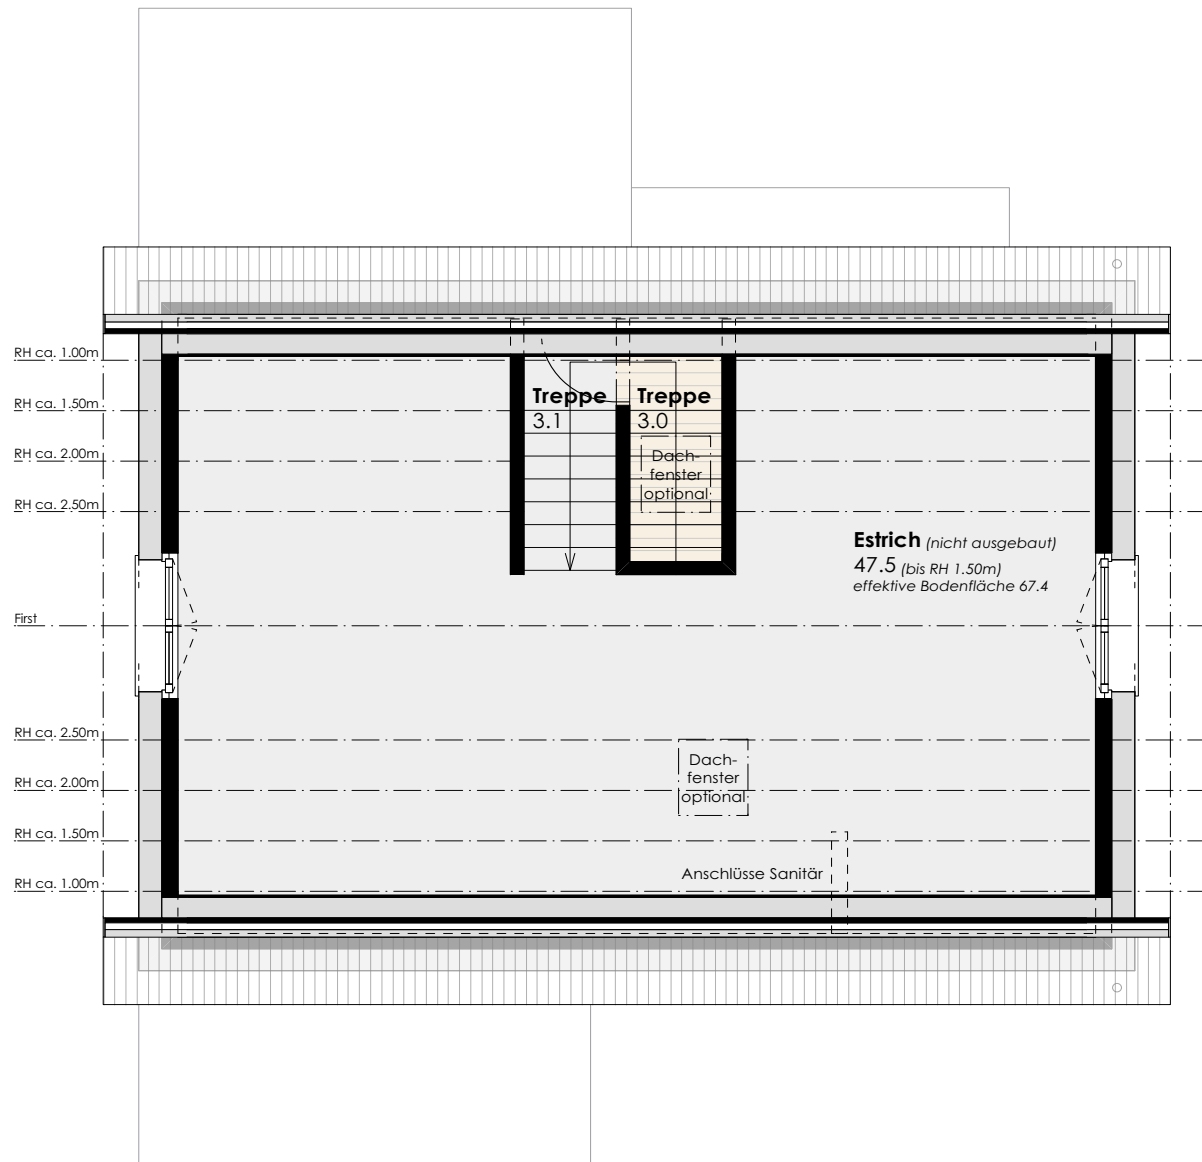 RH ca. 1.00m
Treppe
3.1
Treppe
3.0
RH ca. 1.50m
RH ca. 2.00m
Dach-
fenster
optional
RH ca. 2.50m
Estrich (nicht ausgebaut)
47.5 (bis RH 1.50m)
effektive Bodenfläche 67.4
First
RH ca. 2.50m
Dach-
fenster
optional
RH ca. 2.00m
RH ca. 1.50m
Anschlüsse Sanitär
RH ca. 1.00m